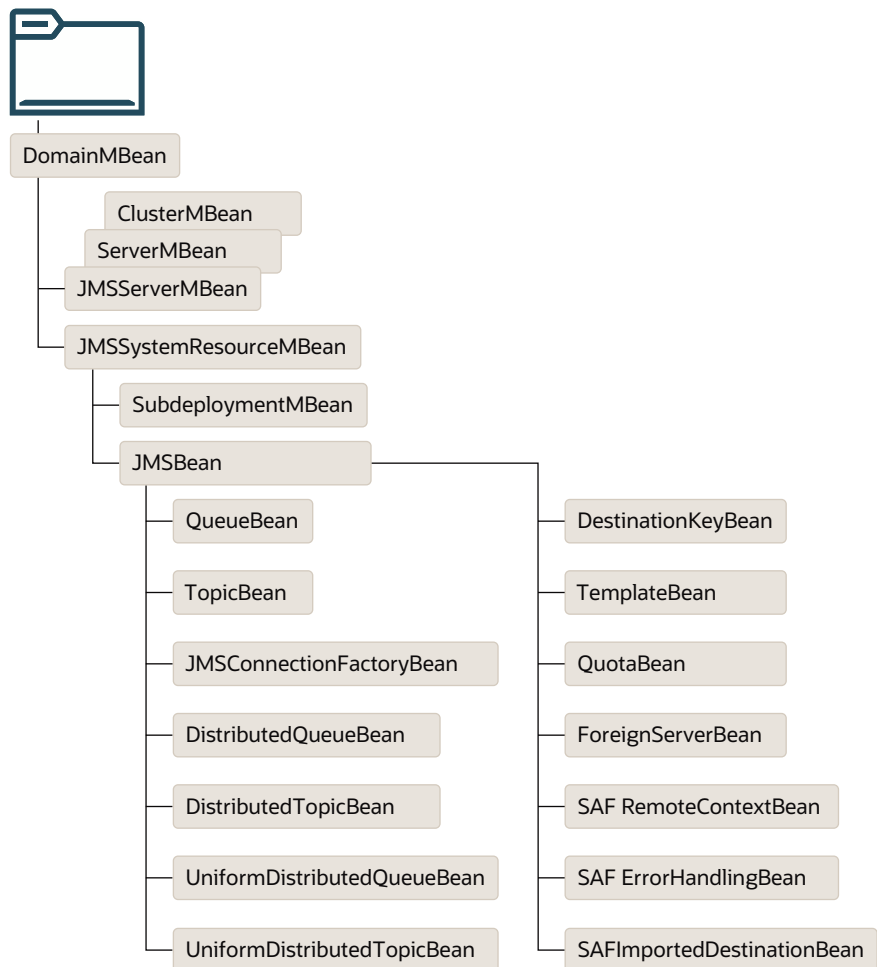 DomainMBean
ClusterMBean
ServerMBean
JMSServerMBean
JMSSystemResourceMBean
SubdeploymentMBean
JMSBean
QueueBean
TopicBean
JMSConnectionFactoryBean
DistributedQueueBean
DistributedTopicBean
UniformDistributedQueueBean
UniformDistributedTopicBean
DestinationKeyBean
TemplateBean
QuotaBean
ForeignServerBean
SAF RemoteContextBean
SAF ErrorHandlingBean
SAFImportedDestinationBean